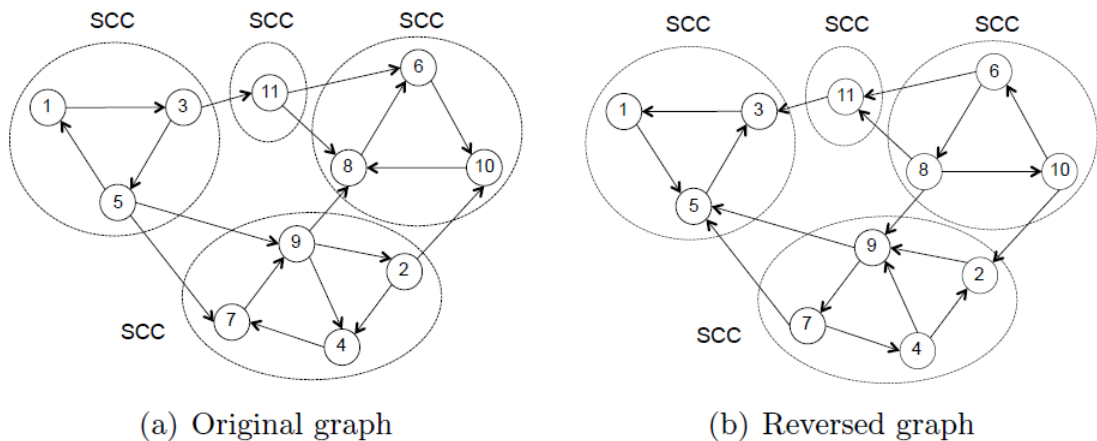 SCC SCC SCC
1 3 11 6
8 10
5
9 2
7 4
SCC
(a) Original graph
SCC SCC SCC
1 3 11 6
8 10
5
9 2
7 4
SCC
(b) Reversed graph